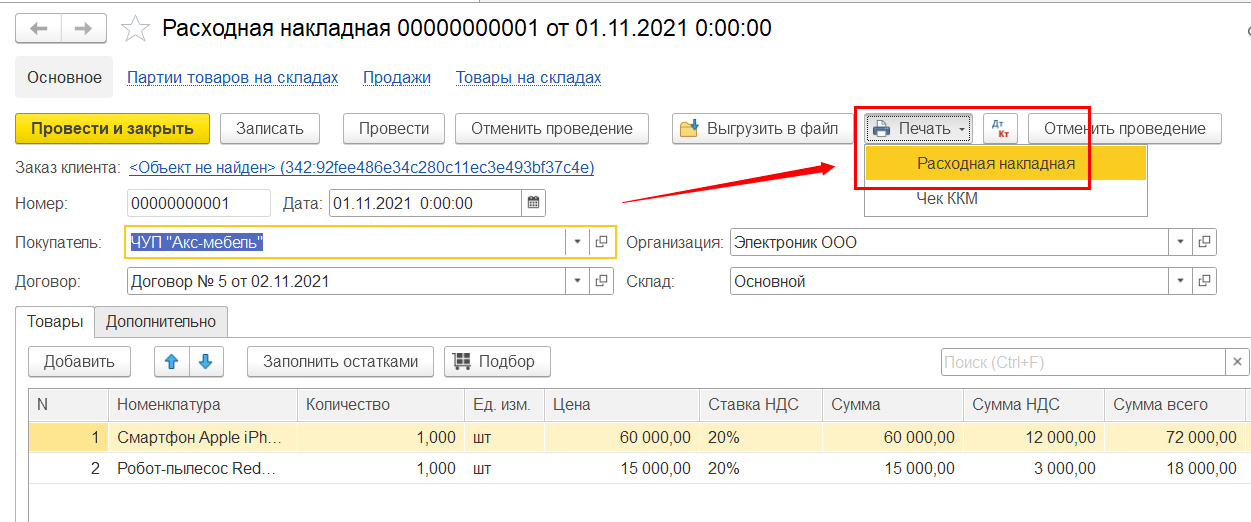 Расходная накладная 00000000001 от 01.11.2021 0:00:00
Основное Партии товаров на складах Продажи Товары на складах
Провести и закрыть Записать Провести Отменить проведение Выгрузить в файл Печать Дт Кт Отменить проведение
Заказ клиента: <Объект не найден> (342:92fee486e34c280c11ec3e493bf37c4e) Расходная накладная
Номер: 00000000001 Дата: 01.11.2021 0:00:00 Чек ККМ
Покупатель: ЧУП "Акс-мебель" Организация: Электроник ООО
Договор: Договор № 5 от 02.11.2021 Склад: Основной
Товары Дополнительно
Добавить Заполнить остатками Подбор Поиск (Ctrl+F) ×
N Номенклатура Количество Ед. изм. Цена Ставка НДС Сумма Сумма НДС Сумма всего
1 Смартфон Apple iPh... 1,000 шт 60 000,00 20% 60 000,00 12 000,00 72 000,00
2 Робот-пылесос Red... 1,000 шт 15 000,00 20% 15 000,00 3 000,00 18 000,00